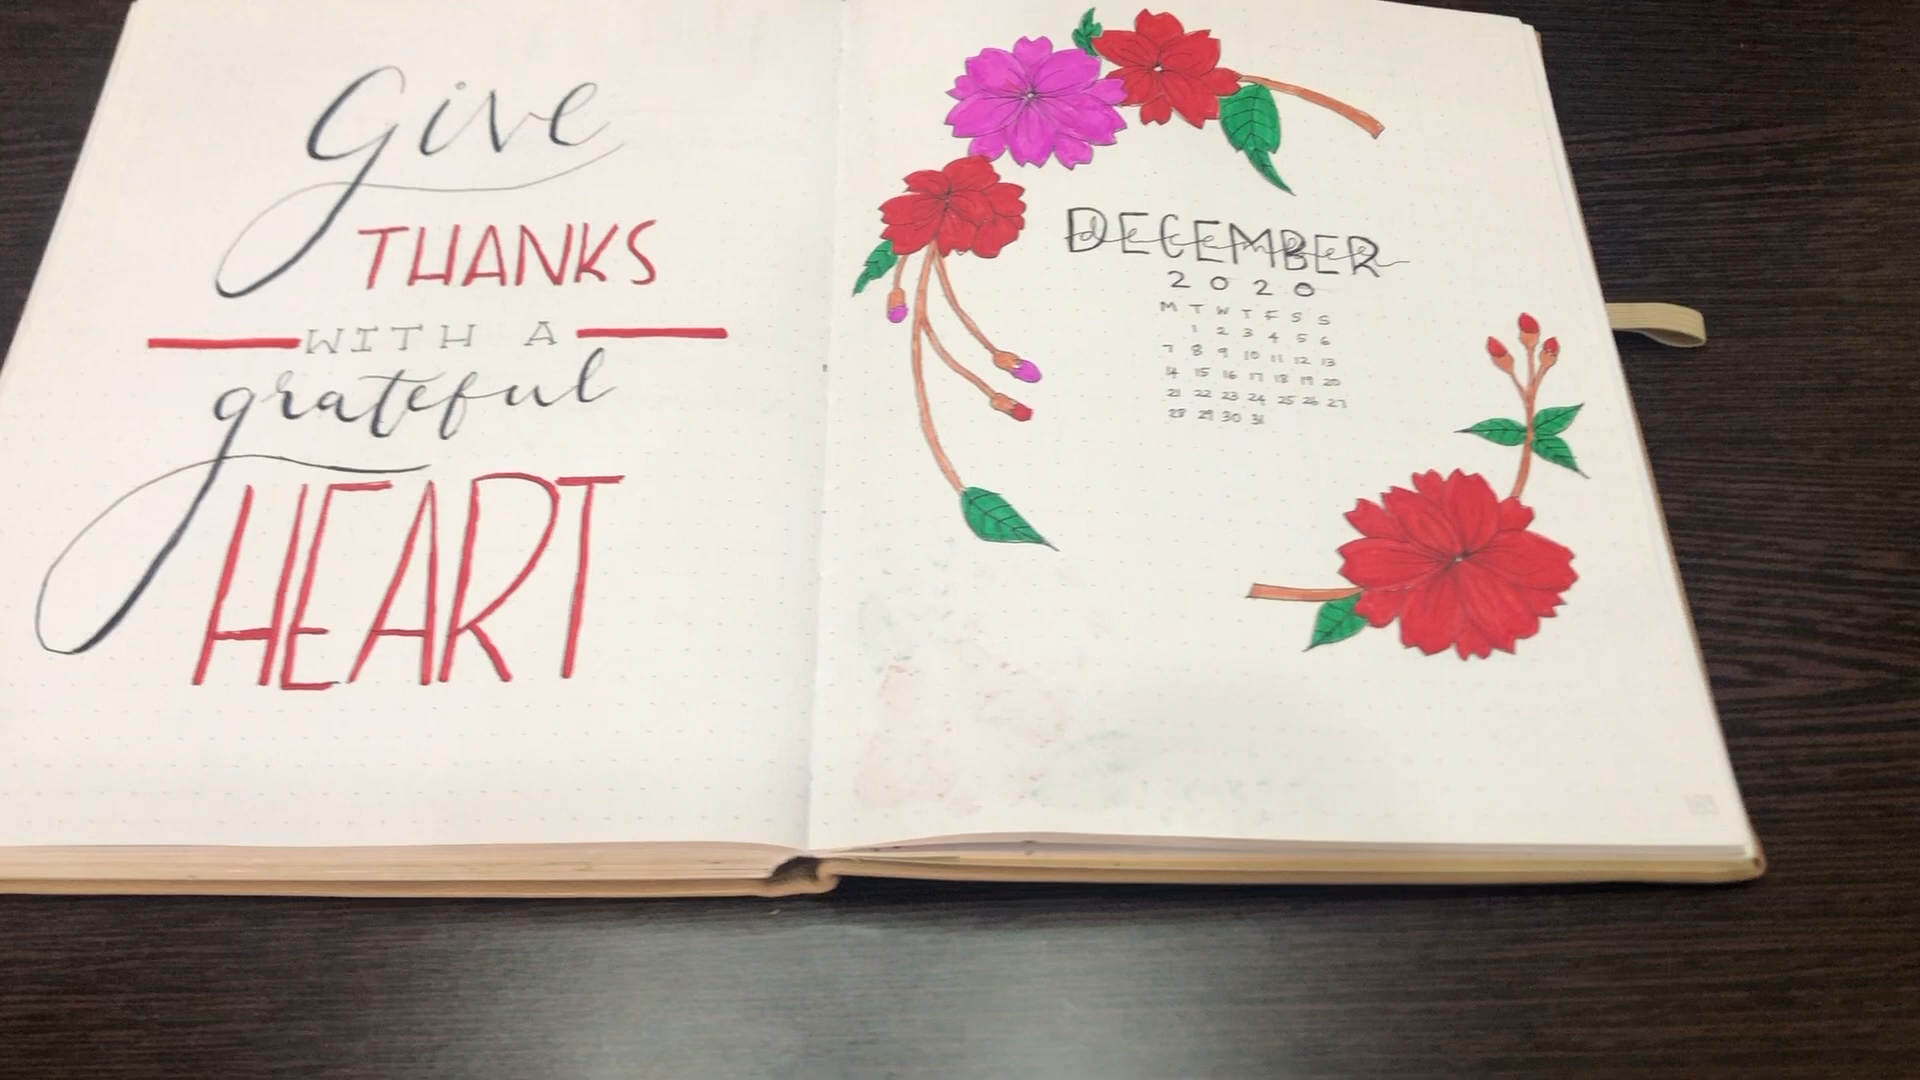 Give
THANKS
WITH A
grateful
HEART
DECEMBER
december
2020
M T W T F S S
1 2 3 4 5 6
7 8 9 10 11 12 13
14 15 16 17 18 19 20
21 22 23 24 25 26 27
28 29 30 31